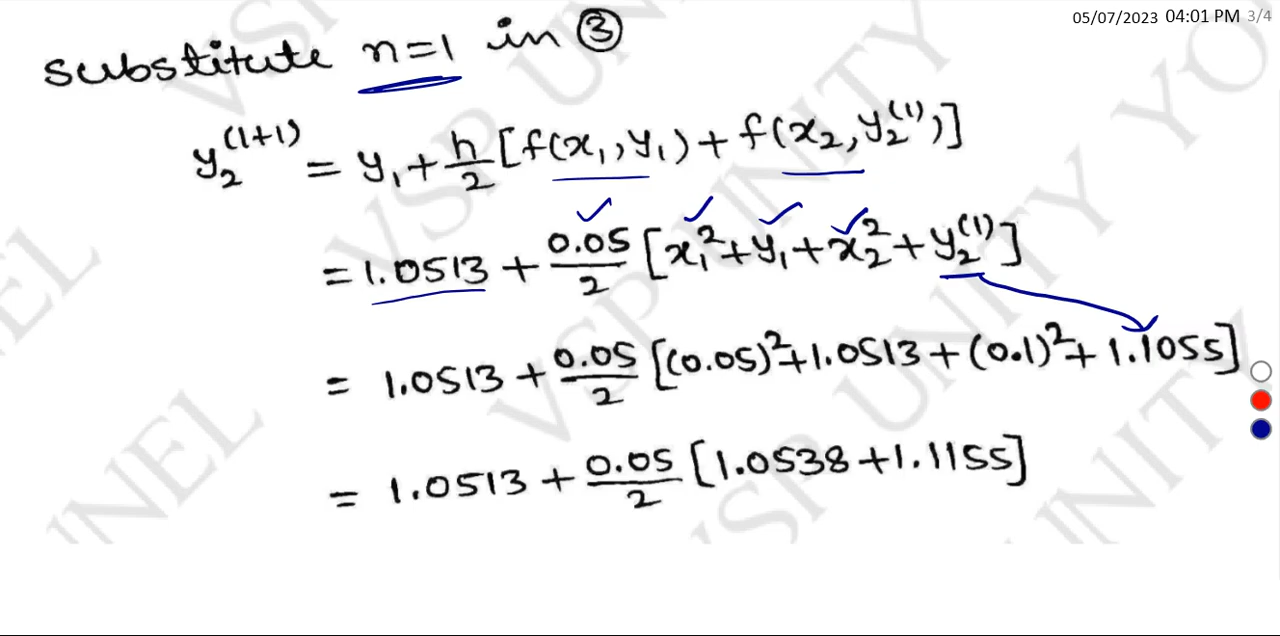 05/07/2023 04:01 PM 3/4
substitute n=1 in ③
y₂⁽¹⁺¹⁾ = y₁ + h/2 [f(x₁, y₁) + f(x₂, y₂⁽¹⁾)]
= 1.0513 + 0.05/2 [x₁² + y₁ + x₂² + y₂⁽¹⁾]
= 1.0513 + 0.05/2 [(0.05)² + 1.0513 + (0.1)² + 1.1055]
= 1.0513 + 0.05/2 [1.0538 + 1.1155]